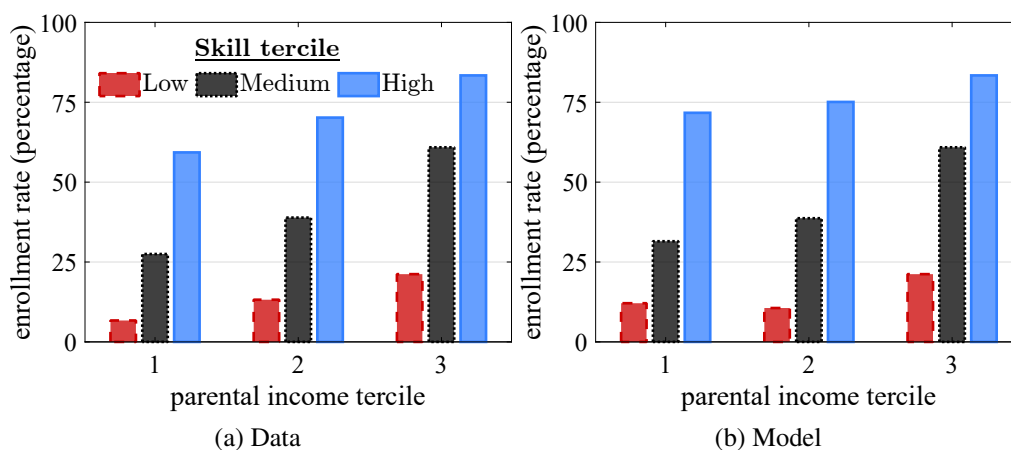 enrollment rate (percentage)
100
75
50
25
0
Skill tercile
Low Medium High
1 2 3
parental income tercile
(a) Data
enrollment rate (percentage)
100
75
50
25
0
1 2 3
parental income tercile
(b) Model